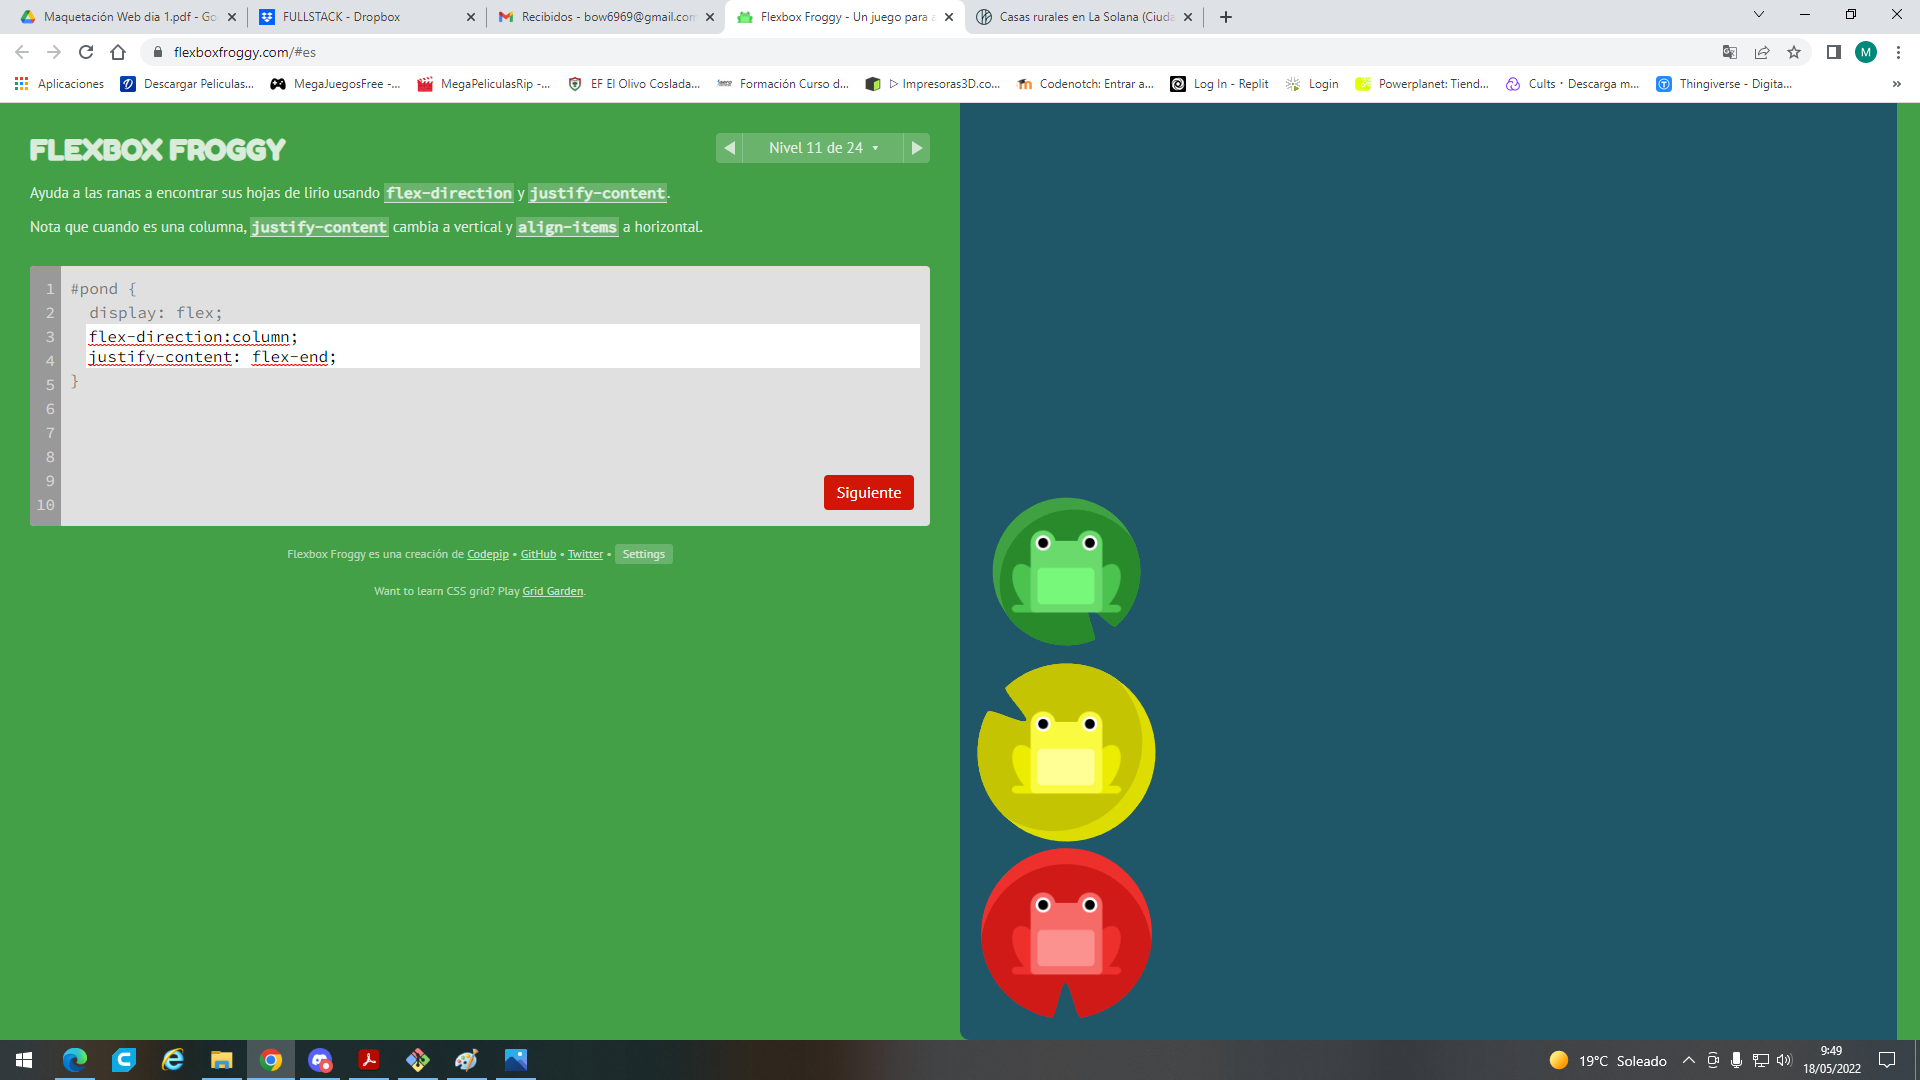 Maquetación Web dia 1.pdf - Go
FULLSTACK - Dropbox
Recibidos - bow6969@gmail.com
Flexbox Froggy - Un juego para a
Casas rurales en La Solana (Ciuda
flexboxfroggy.com/#es
M
Aplicaciones
Descargar Peliculas...
MegaJuegosFree -...
MegaPeliculasRip -...
EF El Olivo Coslada...
Formación Curso d...
▷ Impresoras3D.co...
Codenotch: Entrar a...
Log In - Replit
Login
Powerplanet: Tiend...
Cults・Descarga m...
Thingiverse - Digita...
»
FLEXBOX FROGGY
Nivel 11 de 24
Ayuda a las ranas a encontrar sus hojas de lirio usando flex-direction y justify-content.
Nota que cuando es una columna, justify-content cambia a vertical y align-items a horizontal.
1 #pond {
2 display: flex;
3 flex-direction:column;
4 justify-content: flex-end;
5 }
6
7
8
9
10
Siguiente
Flexbox Froggy es una creación de Codepip • GitHub • Twitter • Settings
Want to learn CSS grid? Play Grid Garden.
19°C Soleado
9:49
18/05/2022